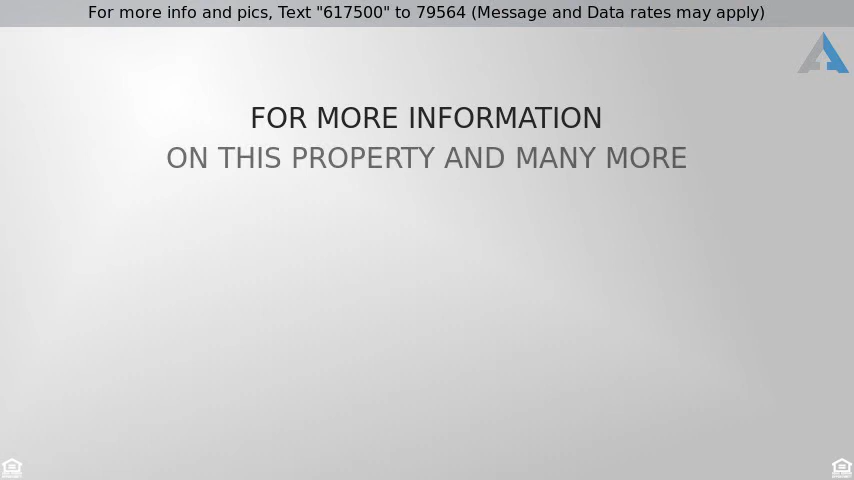 For more info and pics, Text "617500" to 79564 (Message and Data rates may apply)
FOR MORE INFORMATION
ON THIS PROPERTY AND MANY MORE